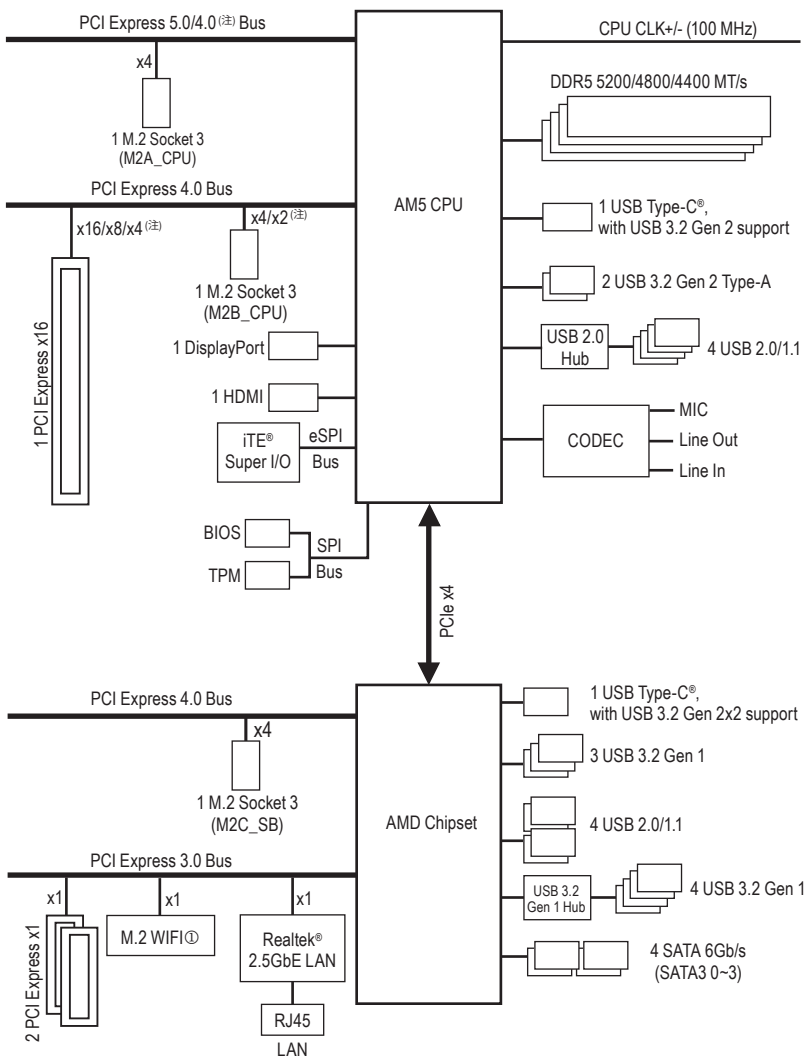 PCI Express 5.0/4.0 (注) Bus
x4
1 M.2 Socket 3
(M2A_CPU)
PCI Express 4.0 Bus
x16/x8/x4 (注)
1 PCI Express x16
x4/x2 (注)
1 M.2 Socket 3
(M2B_CPU)
1 DisplayPort
1 HDMI
iTE®
Super I/O
eSPI
Bus
BIOS
TPM
SPI
Bus
AM5 CPU
CPU CLK+/- (100 MHz)
DDR5 5200/4800/4400 MT/s
1 USB Type-C®,
with USB 3.2 Gen 2 support
2 USB 3.2 Gen 2 Type-A
USB 2.0
Hub
4 USB 2.0/1.1
CODEC
MIC
Line Out
Line In
PCIe x4
PCI Express 4.0 Bus
x4
1 M.2 Socket 3
(M2C_SB)
PCI Express 3.0 Bus
x1
2 PCI Express x1
x1
M.2 WIFI①
x1
Realtek®
2.5GbE LAN
RJ45
LAN
AMD Chipset
1 USB Type-C®,
with USB 3.2 Gen 2x2 support
3 USB 3.2 Gen 1
4 USB 2.0/1.1
USB 3.2
Gen 1 Hub
4 USB 3.2 Gen 1
4 SATA 6Gb/s
(SATA3 0~3)